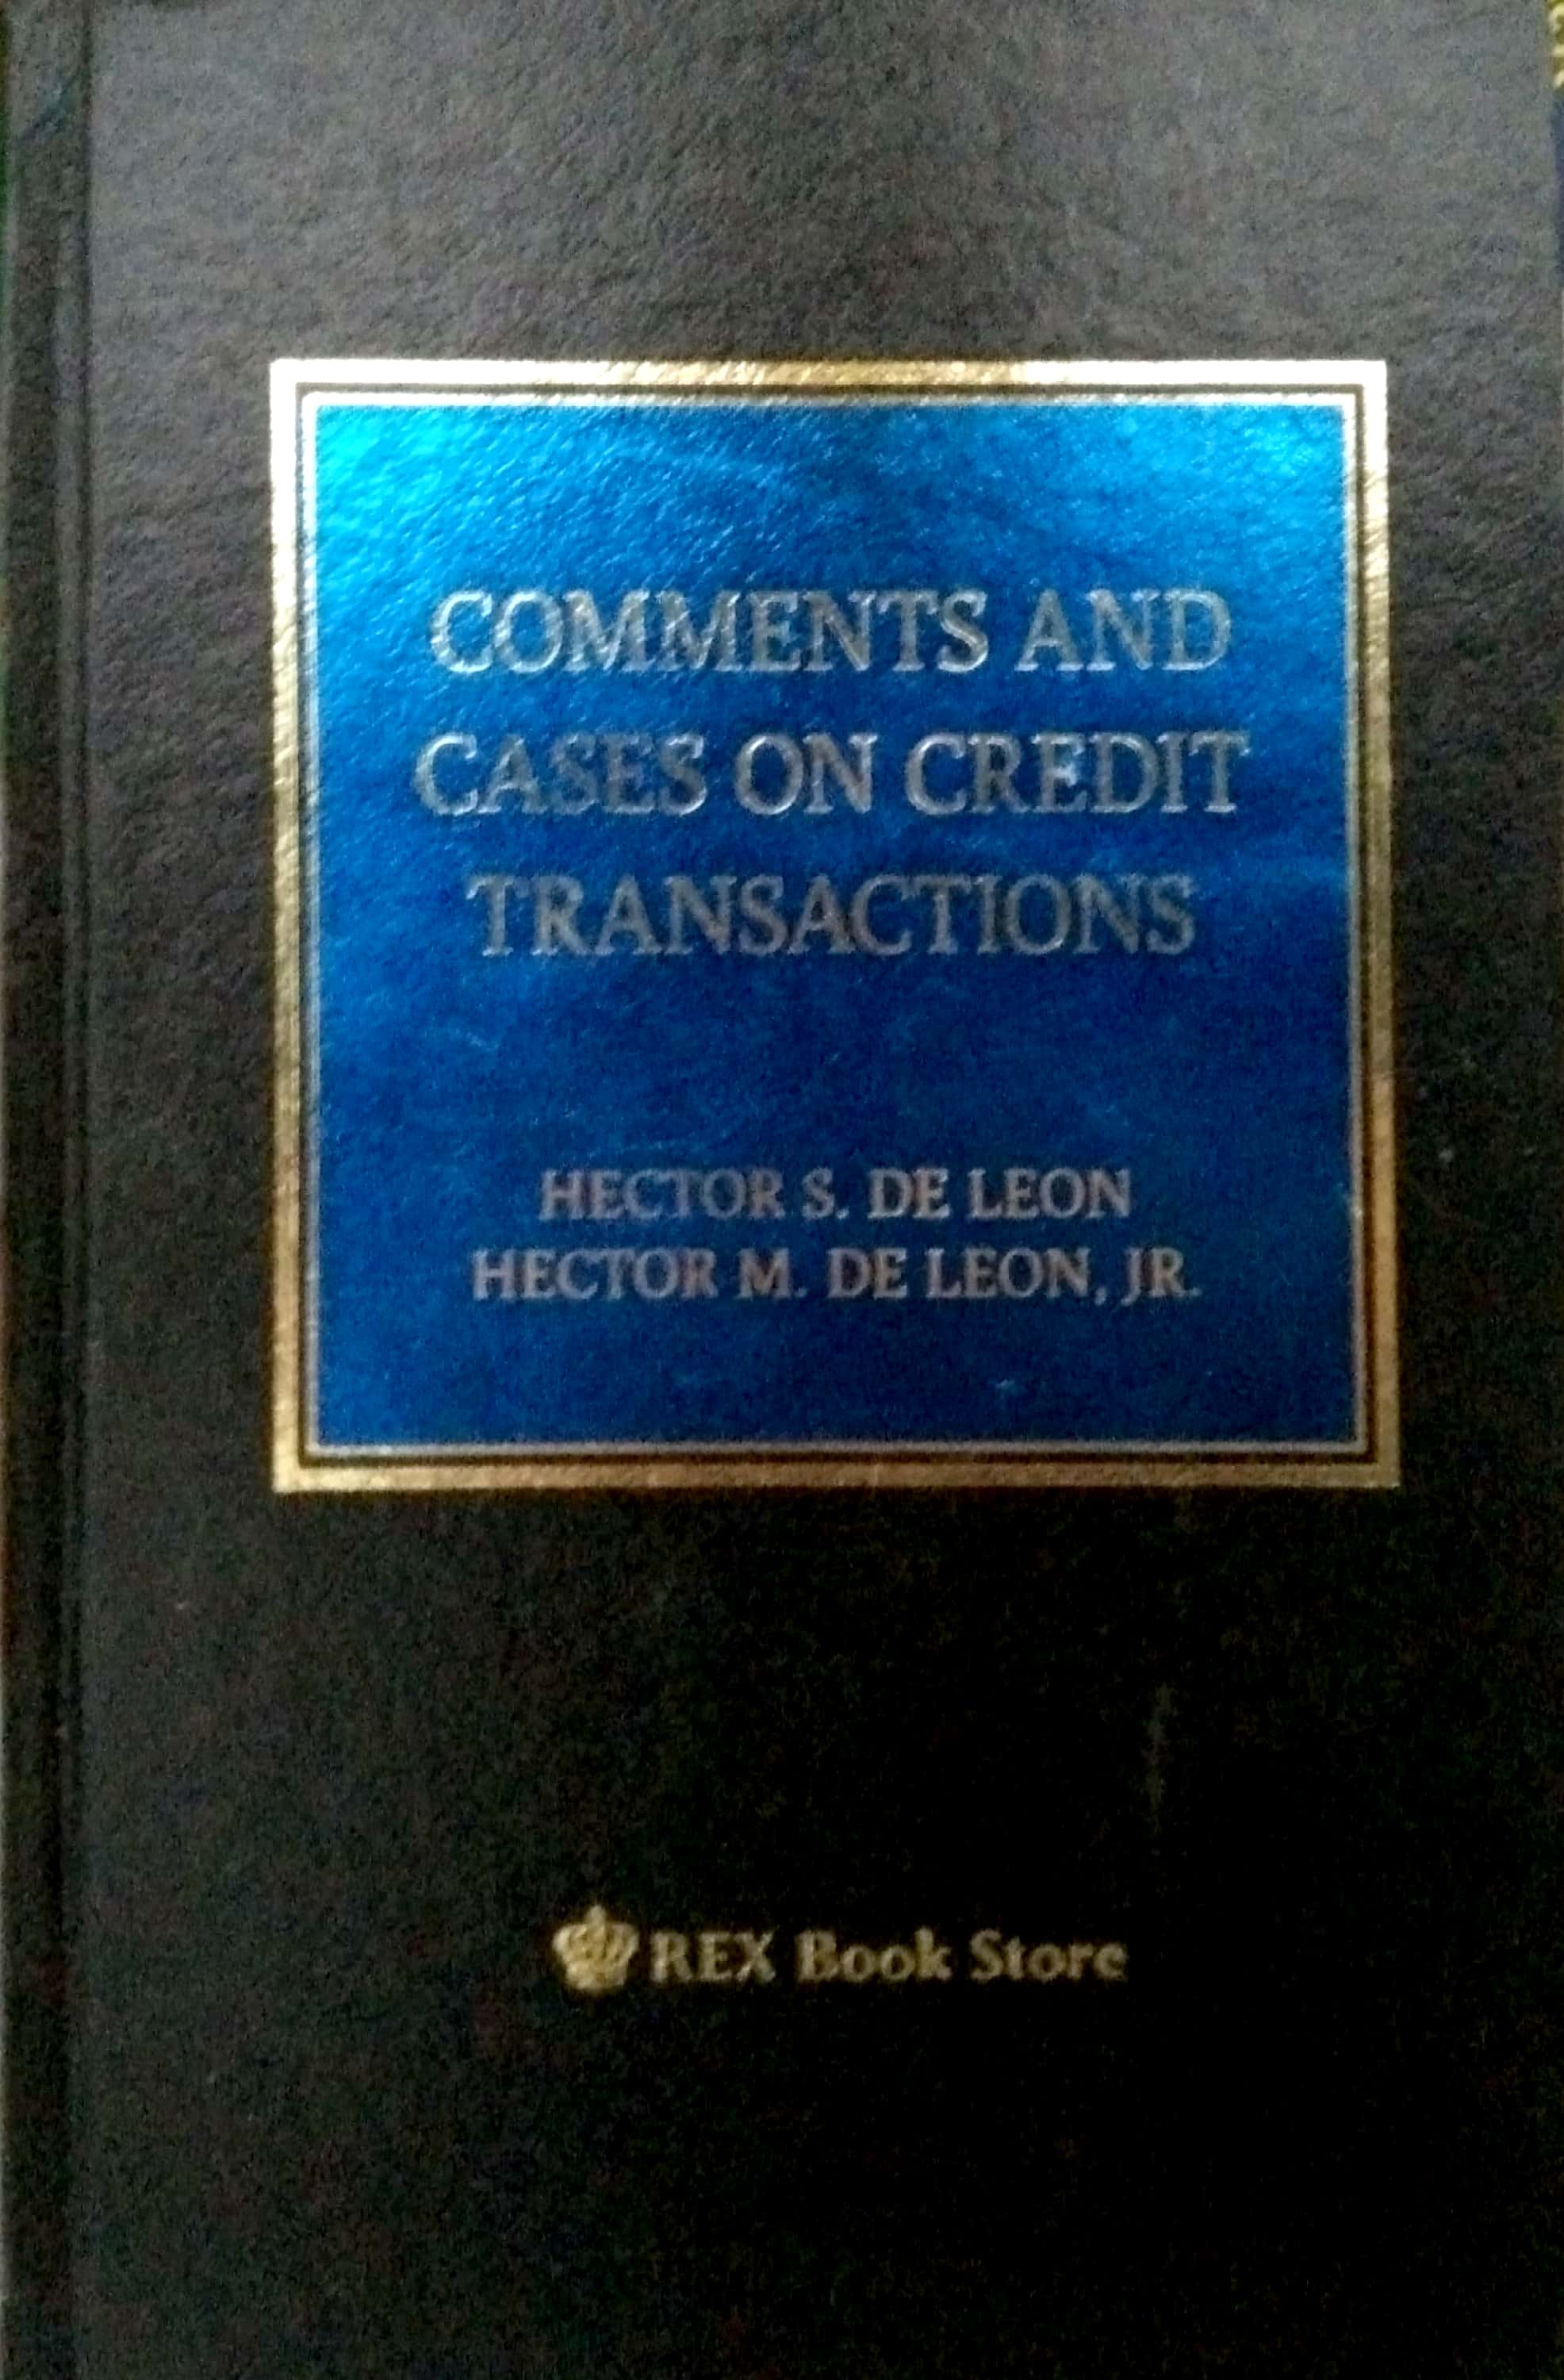 COMMENTS AND
CASES ON CREDIT
TRANSACTIONS
HECTOR S. DE LEON
HECTOR M. DE LEON, JR.
REX Book Store